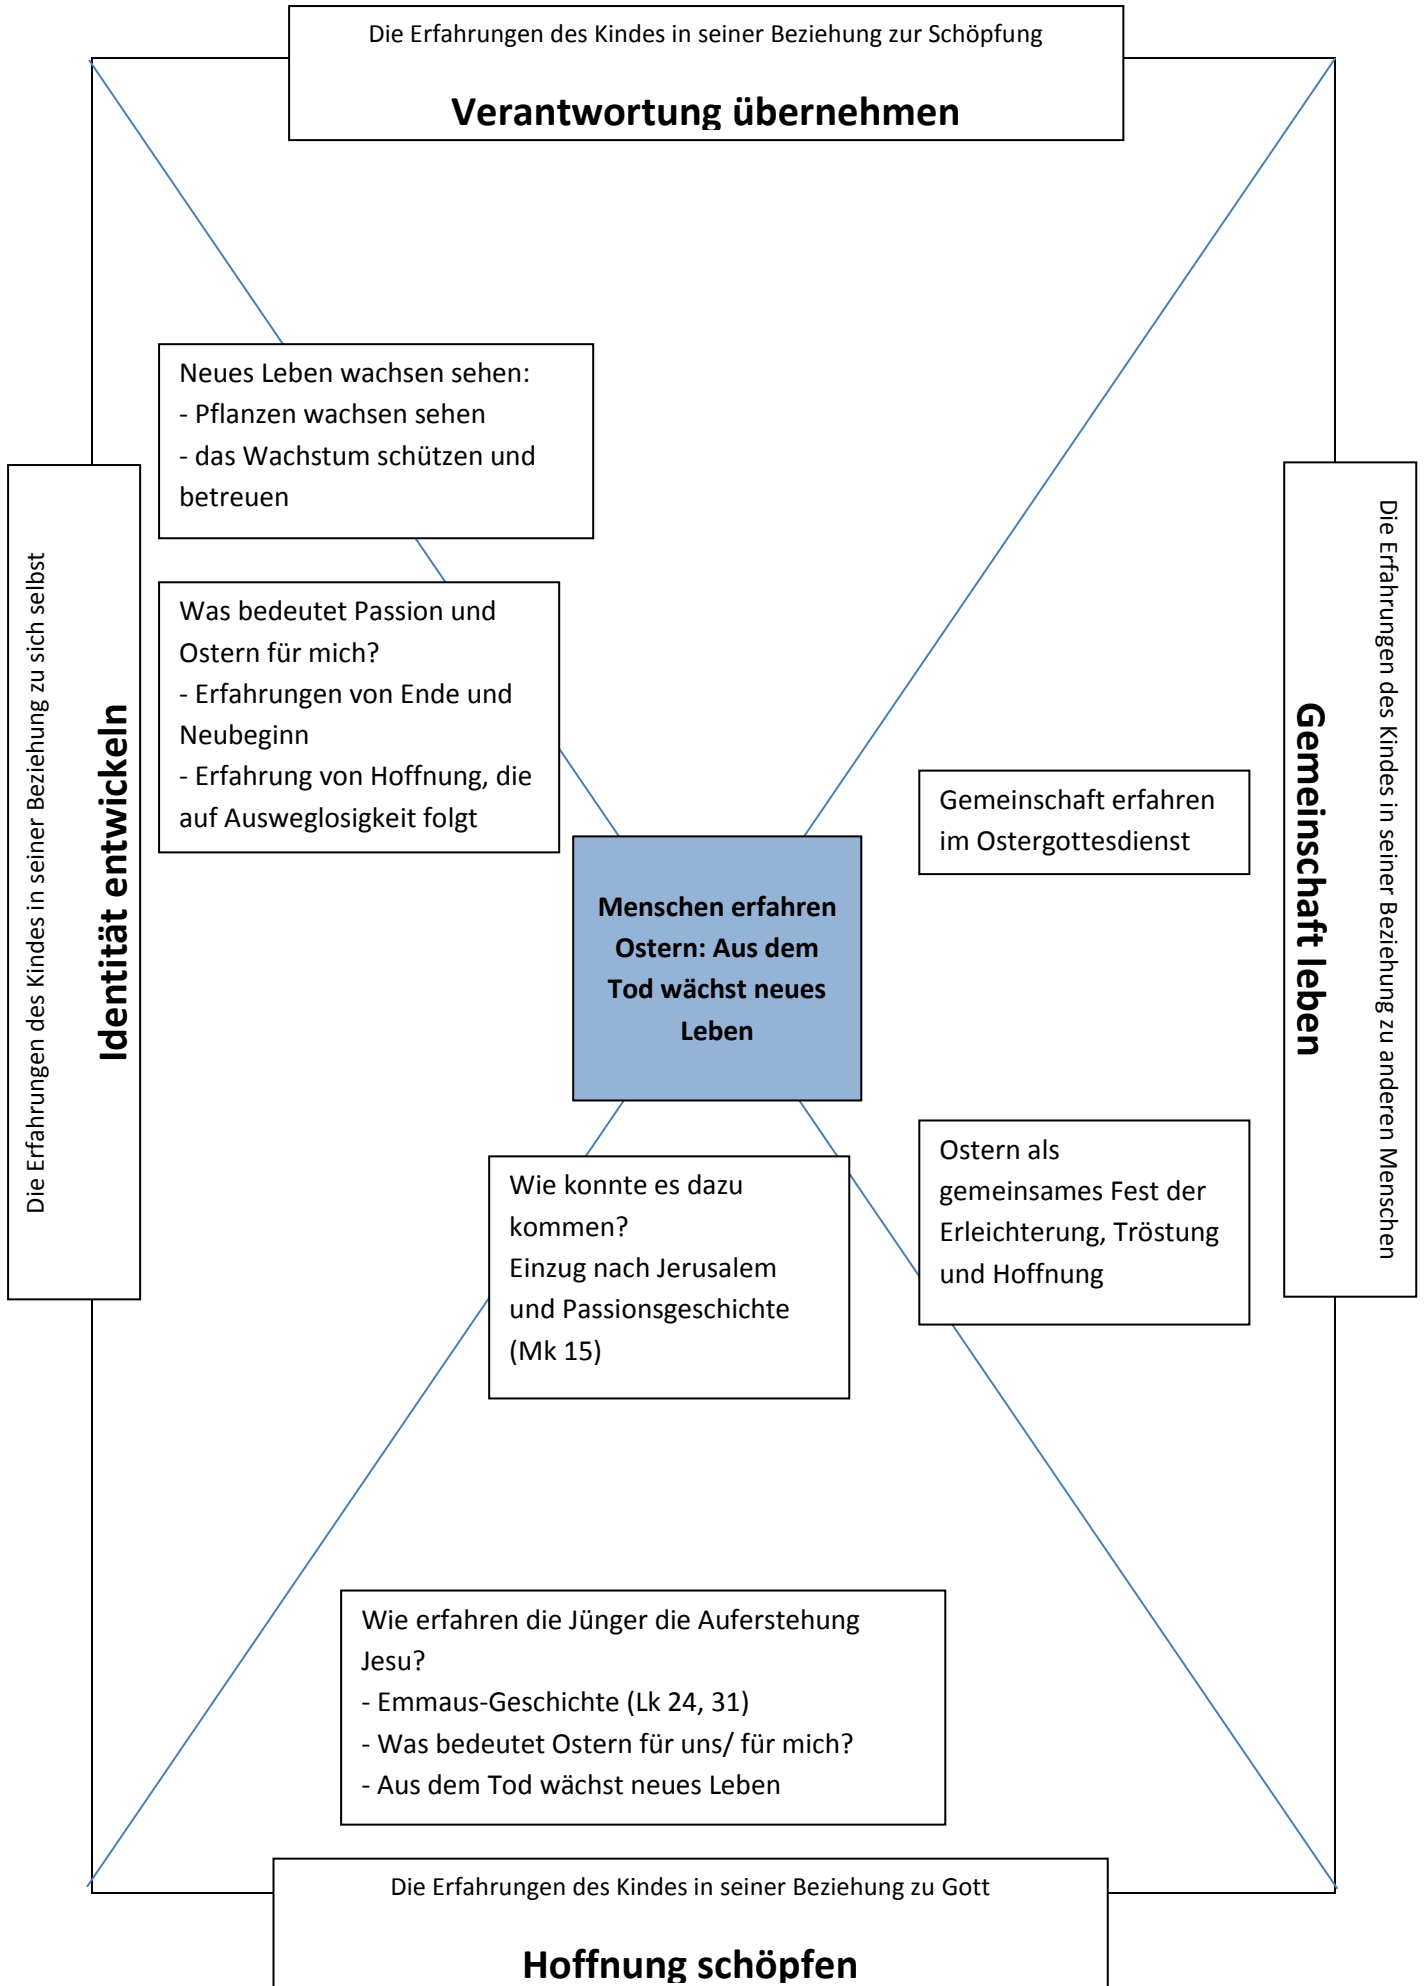 Die Erfahrungen des Kindes in seiner Beziehung zur Schöpfung
Verantwortung übernehmen
Neues Leben wachsen sehen:
- Pflanzen wachsen sehen
- das Wachstum schützen und
betreuen
Die Erfahrungen des Kindes in seiner Beziehung zu sich selbst
Identität entwickeln
Was bedeutet Passion und
Ostern für mich?
- Erfahrungen von Ende und
Neubeginn
- Erfahrung von Hoffnung, die
auf Ausweglosigkeit folgt
Die Erfahrungen des Kindes in seiner Beziehung zu anderen Menschen
Gemeinschaft leben
Gemeinschaft erfahren
im Ostergottesdienst
Menschen erfahren
Ostern: Aus dem
Tod wächst neues
Leben
Ostern als
gemeinsames Fest der
Erleichterung, Tröstung
und Hoffnung
Wie konnte es dazu
kommen?
Einzug nach Jerusalem
und Passionsgeschichte
(Mk 15)
Wie erfahren die Jünger die Auferstehung
Jesu?
- Emmaus-Geschichte (Lk 24, 31)
- Was bedeutet Ostern für uns/ für mich?
- Aus dem Tod wächst neues Leben
Die Erfahrungen des Kindes in seiner Beziehung zu Gott
Hoffnung schöpfen